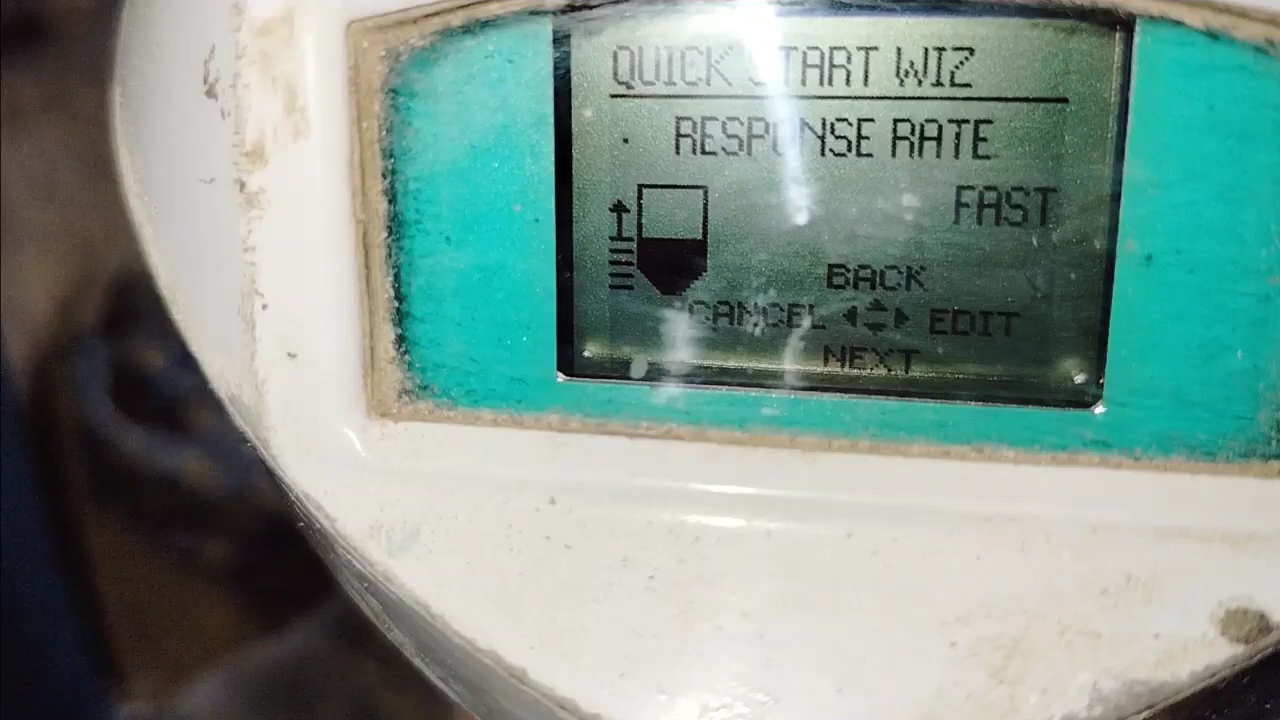 QUICK START WIZ
RESPONSE RATE
FAST
BACK
CANCEL EDIT
NEXT